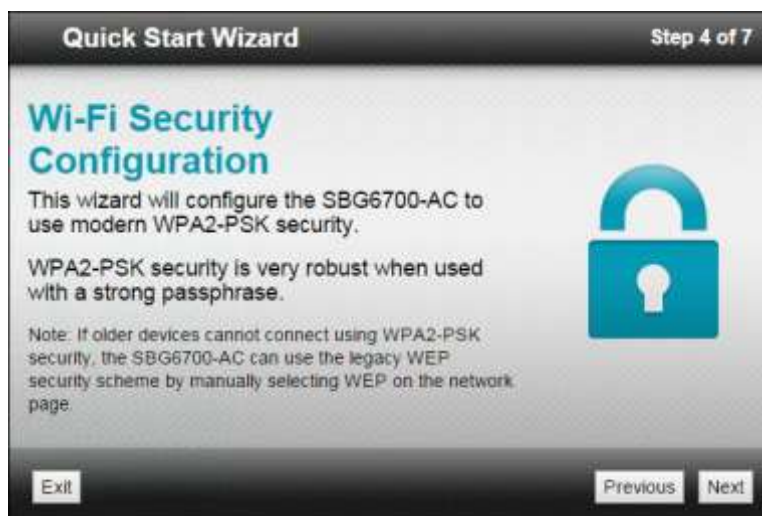 Quick Start Wizard
Step 4 of 7
Wi-Fi Security
Configuration
This wizard will configure the SBG6700-AC to
use modern WPA2-PSK security.
WPA2-PSK security is very robust when used
with a strong passphrase.
Note: If older devices cannot connect using WPA2-PSK
security, the SBG6700-AC can use the legacy WEP
security scheme by manually selecting WEP on the network
page.
Exit
Previous
Next